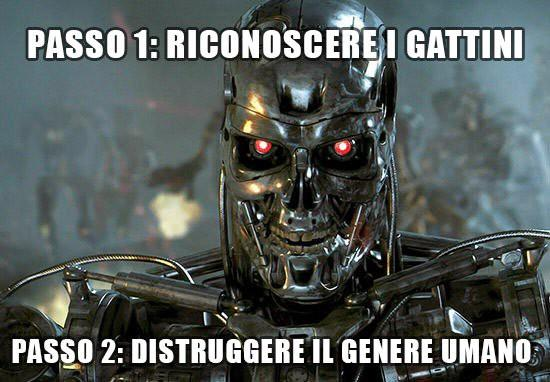 PASSO 1: RICONOSCERE I GATTINI
PASSO 2: DISTRUGGERE IL GENERE UMANO